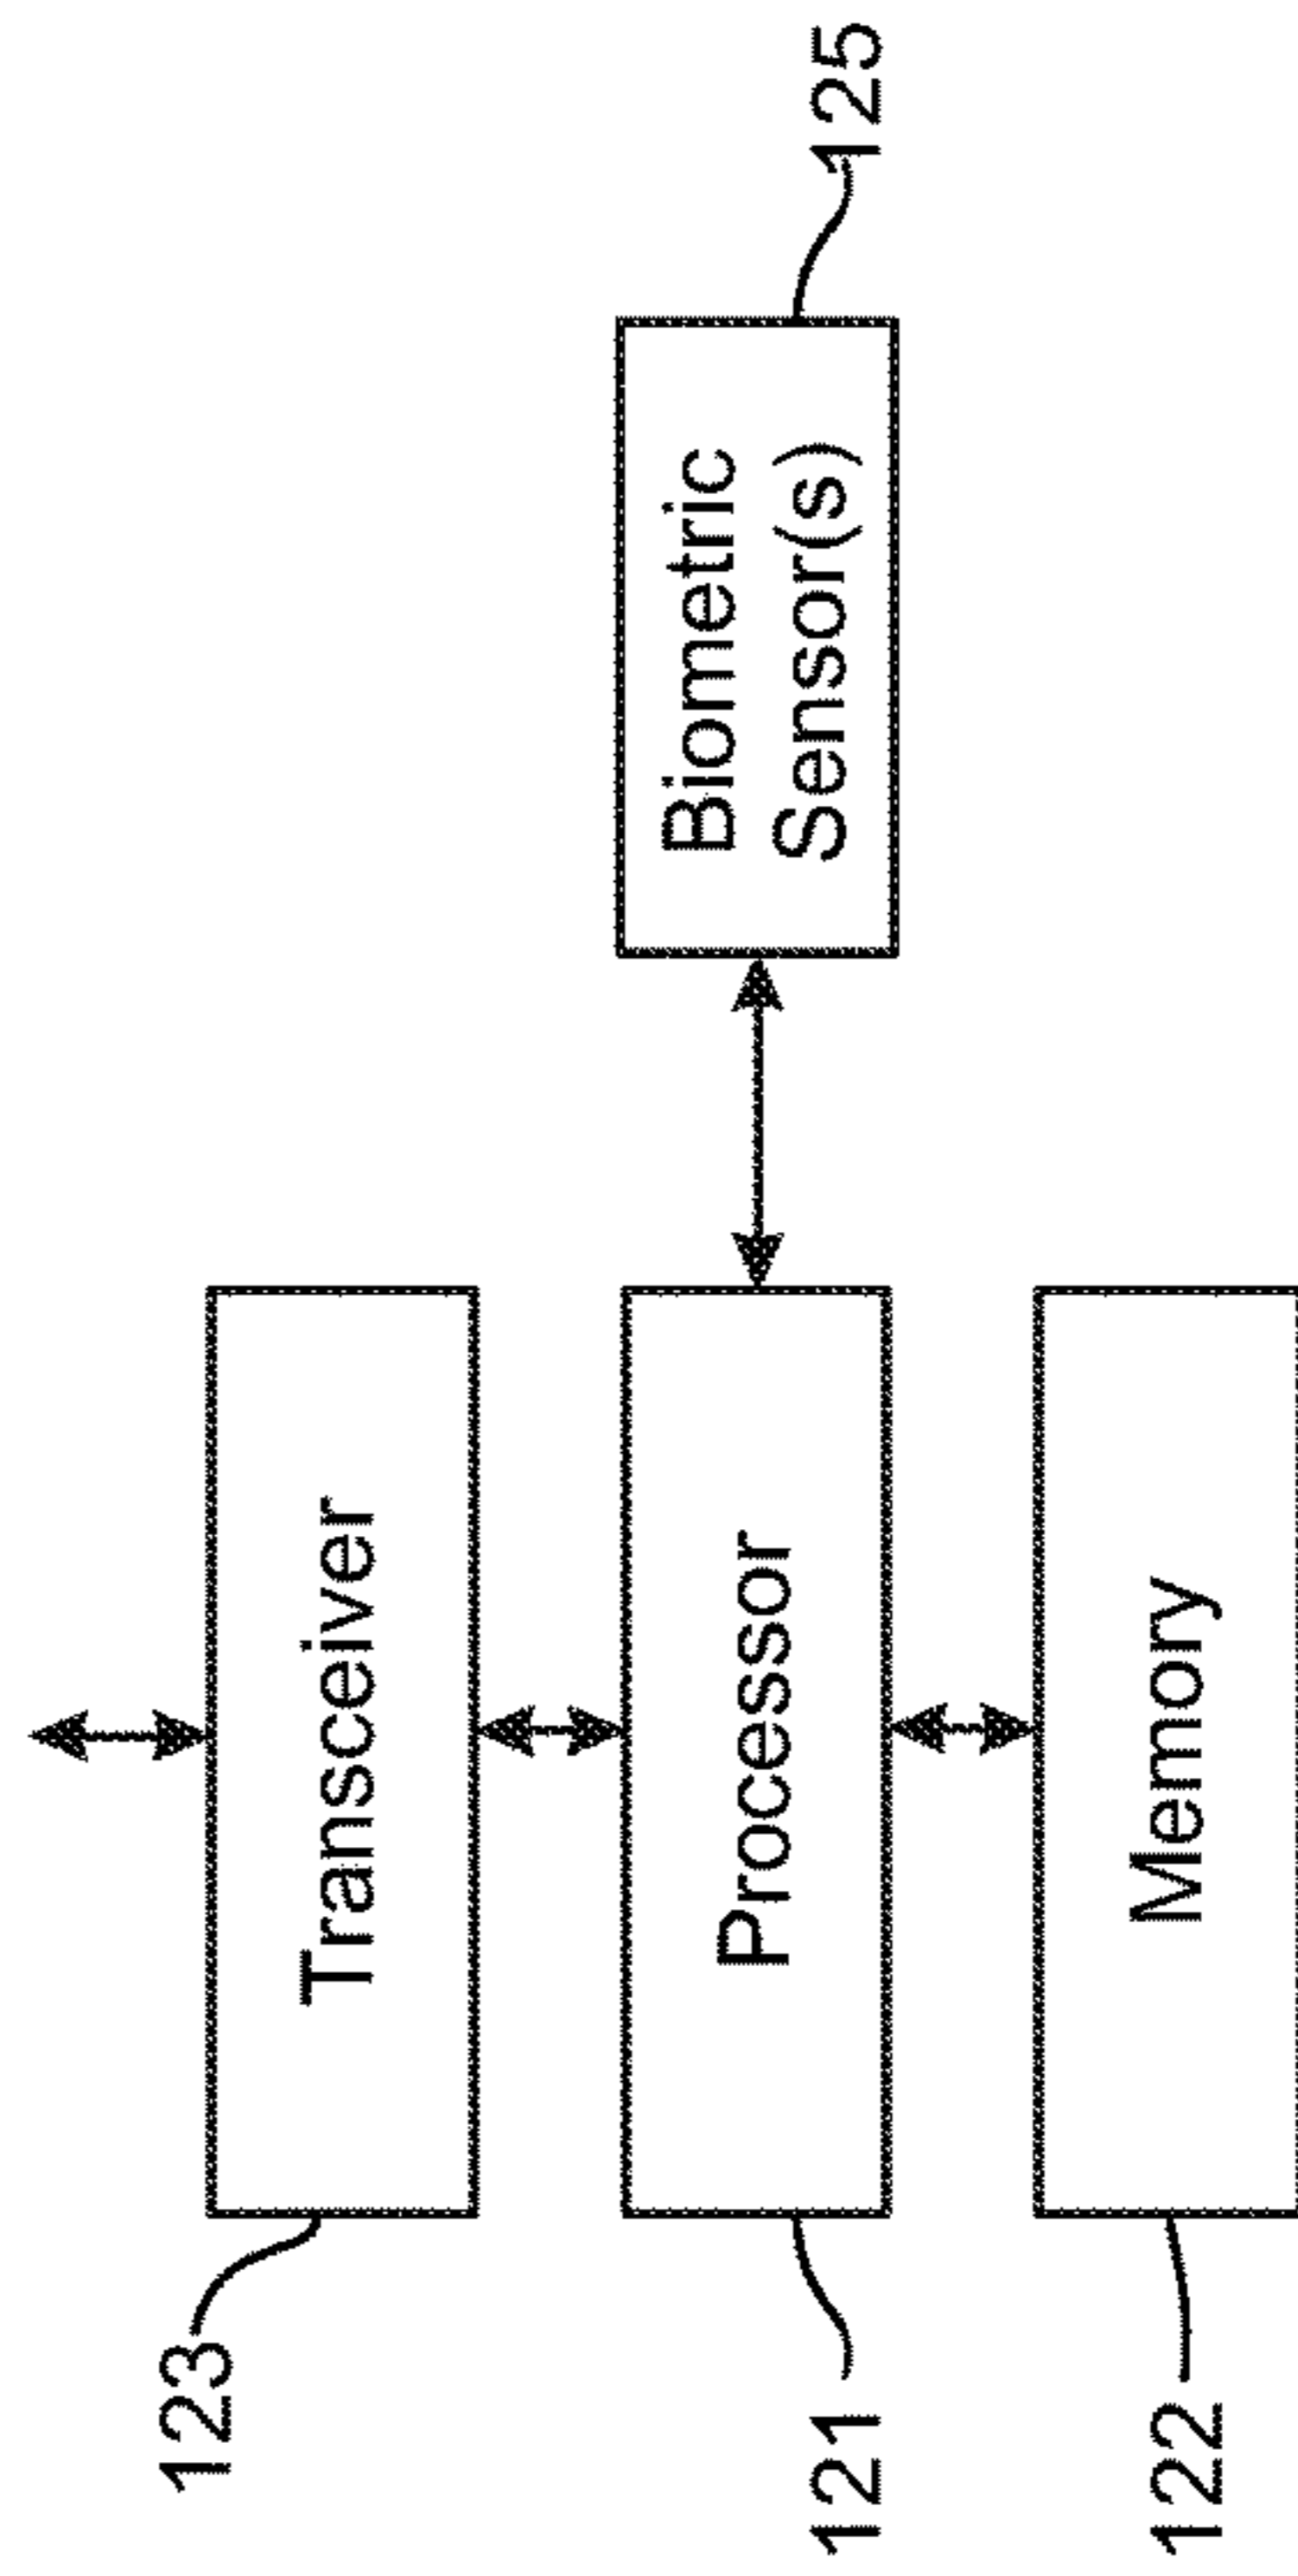 123
Transceiver
121
Processor
Biometric
Sensor(s)
125
122
Memory